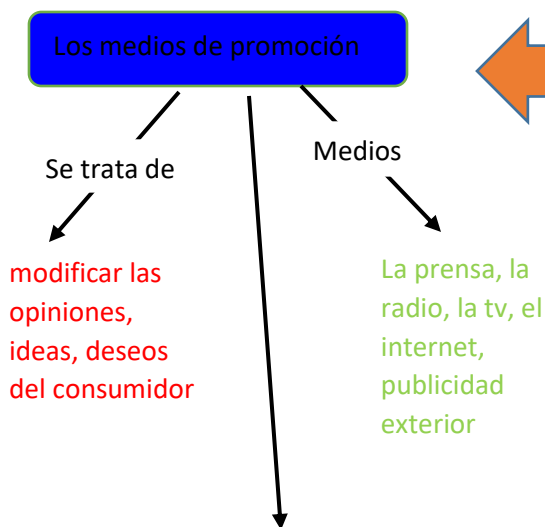 Los medios de promoción
Se trata de
Medios
modificar las
opiniones,
ideas, deseos
del consumidor
La prensa, la
radio, la tv, el
internet,
publicidad
exterior